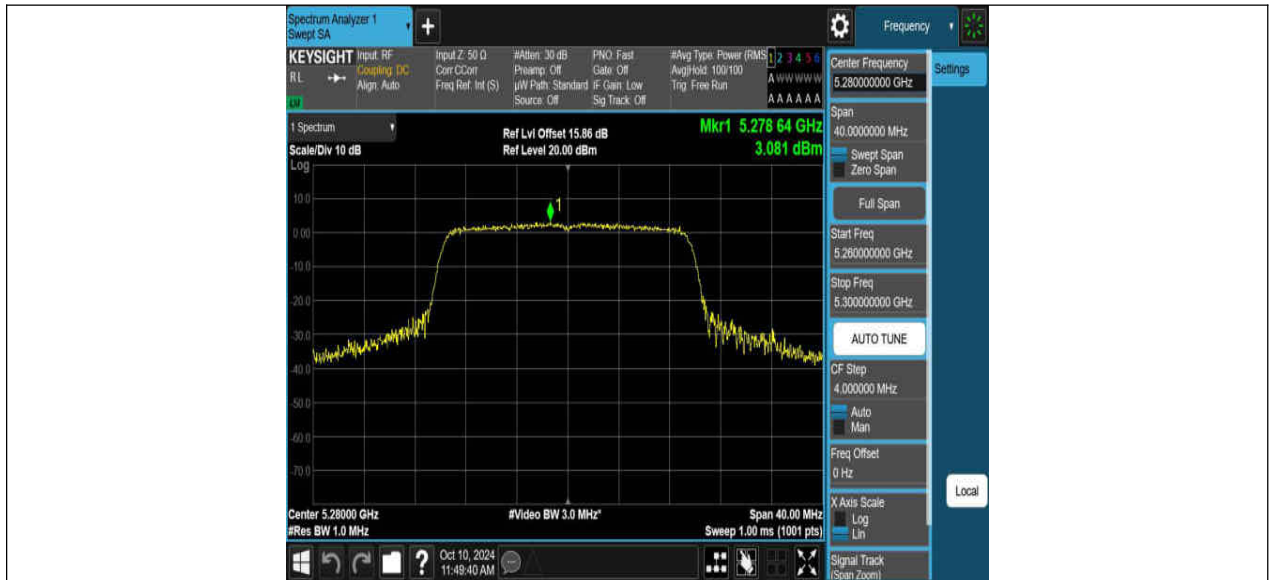 Spectrum Analyzer 1
Swept SA
+
Frequency
KEYSIGHT
RL
Input: RF
Coupling: DC
Align: Auto
Input Z: 50 Ω
Corr CCorr
Freq Ref: Int (S)
#Atten: 30 dB
Preamp: Off
µW Path: Standard
Source: Off
PNO: Fast
Gate: Off
IF Gain: Low
Sig Track: Off
#Avg Type: Power (RMS
Avg|Hold: 100/100
Trig: Free Run
1 2 3 4 5 6
A W W W W W
A A A A A A
1 Spectrum
Scale/Div 10 dB
Log
Ref Lvl Offset 15.86 dB
Ref Level 20.00 dBm
Mkr1 5.278 64 GHz
3.081 dBm
10.0
0.00
-10.0
-20.0
-30.0
-40.0
-50.0
-60.0
-70.0
1
Center 5.28000 GHz
#Res BW 1.0 MHz
#Video BW 3.0 MHz*
Span 40.00 MHz
Sweep 1.00 ms (1001 pts)
?
Oct 10, 2024
11:49:40 AM
Center Frequency
5.280000000 GHz
Span
40.0000000 MHz
Swept Span
Zero Span
Full Span
Start Freq
5.260000000 GHz
Stop Freq
5.300000000 GHz
AUTO TUNE
CF Step
4.000000 MHz
Auto
Man
Freq Offset
0 Hz
X Axis Scale
Log
Lin
Signal Track
(Span Zoom)
Settings
Local